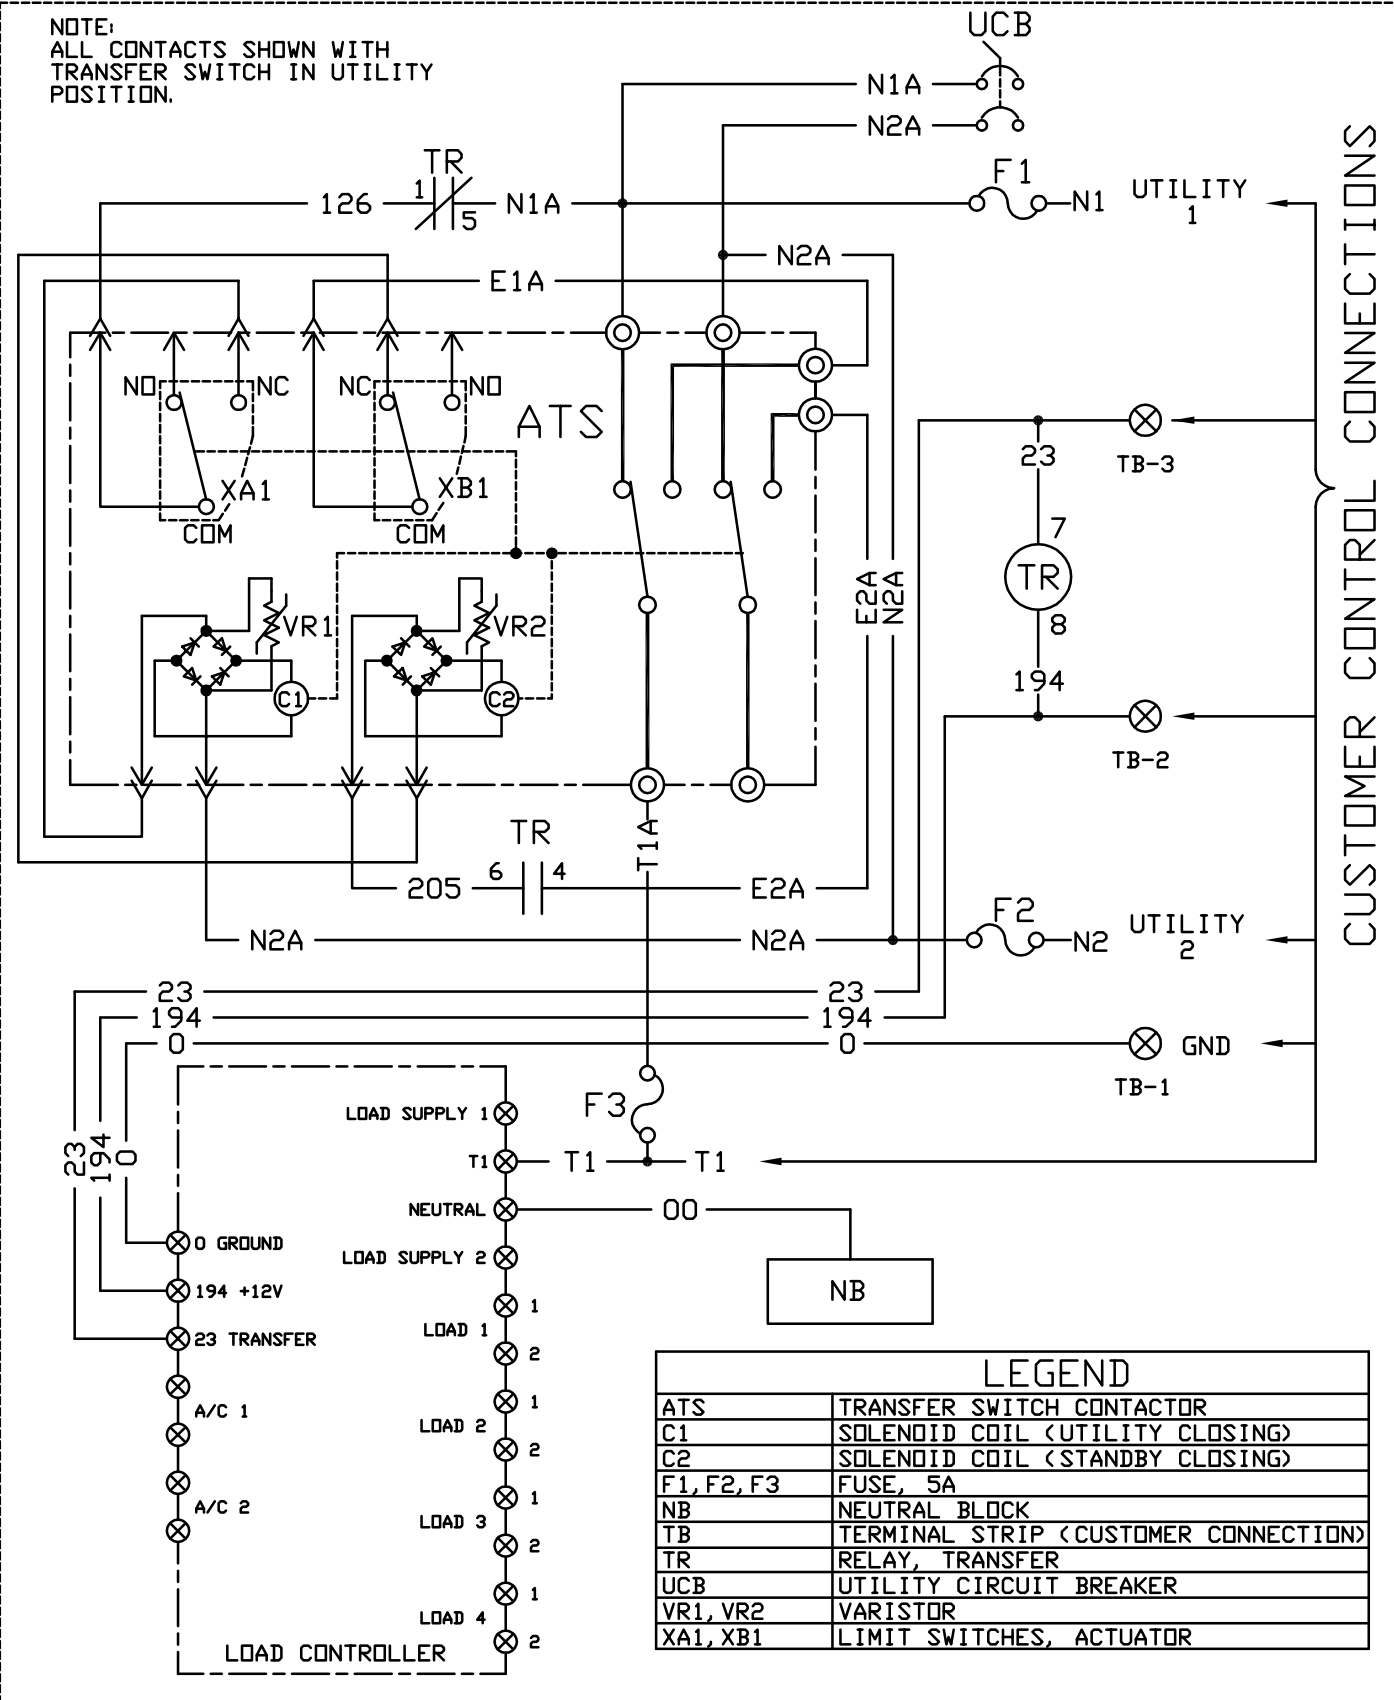 NOTE:
ALL CONTACTS SHOWN WITH
TRANSFER SWITCH IN UTILITY
POSITION.
UCB
N1A
N2A
TR
1
5
126
N1A
F1
N1
UTILITY
1
N2A
E1A
NO
NC
NC
NO
ATS
XA1
XB1
COM
COM
23
TB-3
7
TR
8
194
TB-2
E2A
N2A
VR1
VR2
C1
C2
T1A
TR
6
4
205
E2A
F2
N2
UTILITY
2
N2A
N2A
23
23
194
194
0
0
GND
TB-1
CUSTOMER CONTROL CONNECTIONS
F3
23
194
0
LOAD SUPPLY 1
T1
T1
T1
NEUTRAL
00
0 GROUND
LOAD SUPPLY 2
194 +12V
NB
1
LOAD 1
2
23 TRANSFER
A/C 1
1
LOAD 2
2
A/C 2
1
LOAD 3
2
1
LOAD 4
2
LOAD CONTROLLER
LEGEND
ATS TRANSFER SWITCH CONTACTOR
C1 SOLENOID COIL (UTILITY CLOSING)
C2 SOLENOID COIL (STANDBY CLOSING)
F1, F2, F3 FUSE, 5A
NB NEUTRAL BLOCK
TB TERMINAL STRIP (CUSTOMER CONNECTION)
TR RELAY, TRANSFER
UCB UTILITY CIRCUIT BREAKER
VR1, VR2 VARISTOR
XA1, XB1 LIMIT SWITCHES, ACTUATOR